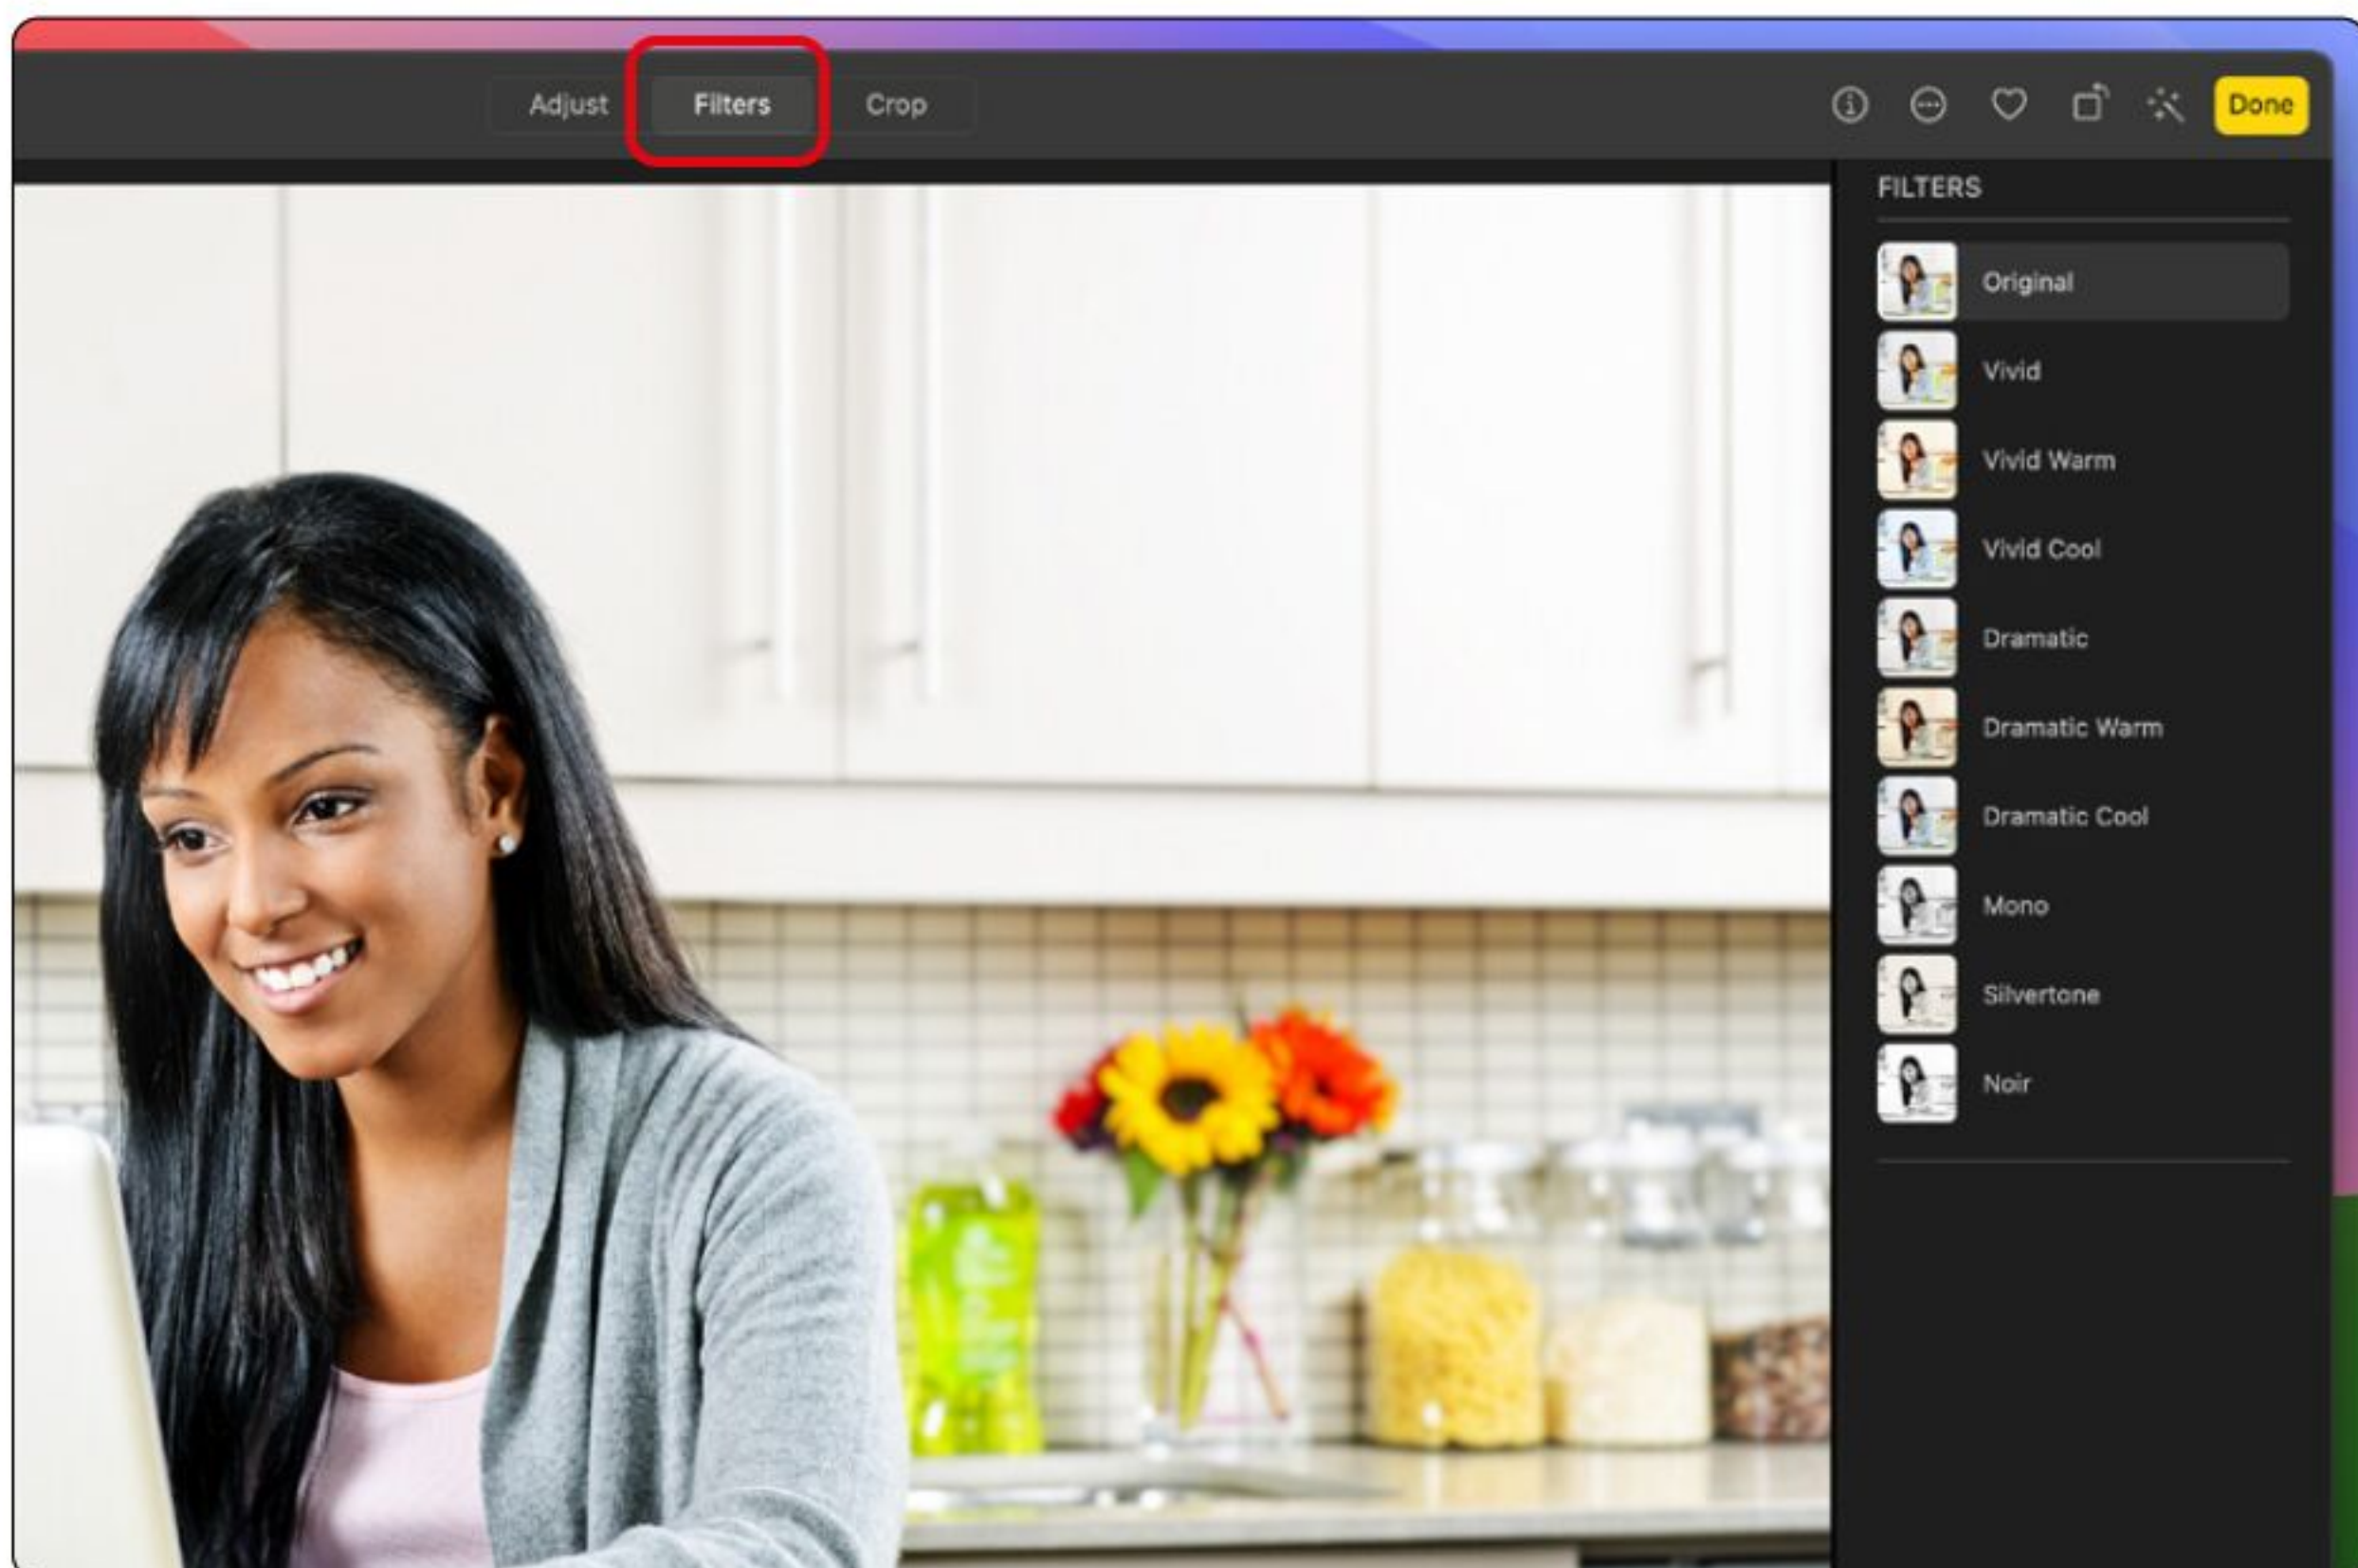 Adjust Filters Crop Done
FILTERS
Original
Vivid
Vivid Warm
Vivid Cool
Dramatic
Dramatic Warm
Dramatic Cool
Mono
Silvertone
Noir